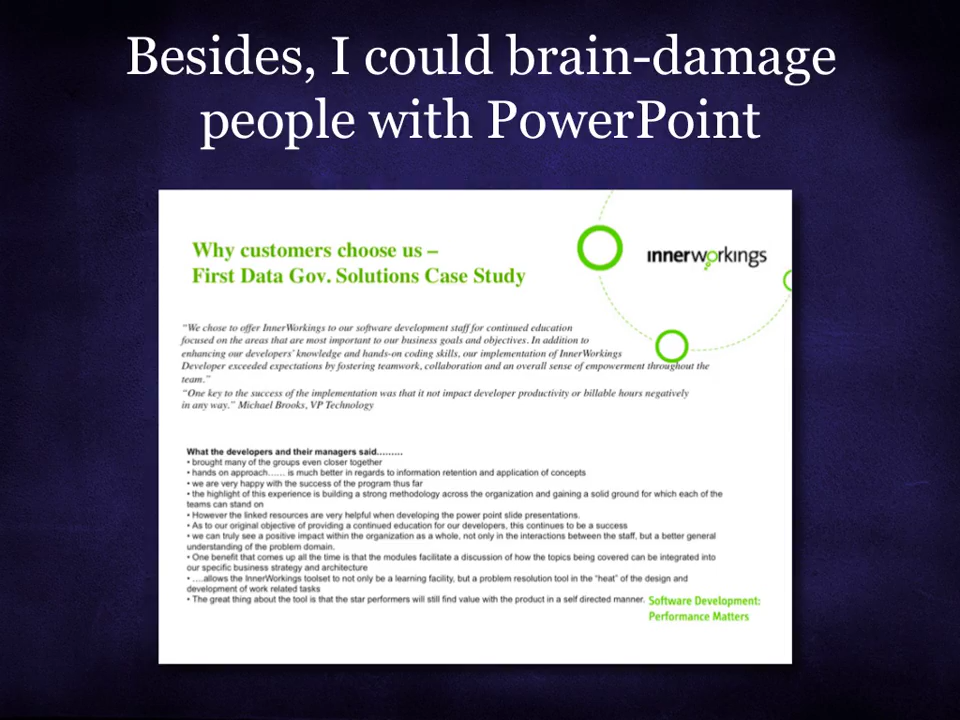 Besides, I could brain-damage
people with PowerPoint
Why customers choose us –
First Data Gov. Solutions Case Study
innerworkings
"We chose to offer InnerWorkings to our software development staff for continued education
focused on the areas that are most important to our business goals and objectives. In addition to
enhancing our developers' knowledge and hands-on coding skills, our implementation of InnerWorkings
Developer exceeded expectations by fostering teamwork, collaboration and an overall sense of empowerment throughout the
team."
"One key to the success of the implementation was that it not impact developer productivity or billable hours negatively
in any way." Michael Brooks, VP Technology
What the developers and their managers said………
• brought many of the groups even closer together
• hands on approach…… is much better in regards to information retention and application of concepts
• we are very happy with the success of the program thus far
• the highlight of this experience is building a strong methodology across the organization and gaining a solid ground for which each of the
teams can stand on
• However the linked resources are very helpful when developing the power point slide presentations.
• As to our original objective of providing a continued education for our developers, this continues to be a success
• we can truly see a positive impact within the organization as a whole, not only in the interactions between the staff, but a better general
understanding of the problem domain.
• One benefit that comes up all the time is that the modules facilitate a discussion of how the topics being covered can be integrated into
our specific business strategy and architecture
• ….allows the InnerWorkings toolset to not only be a learning facility, but a problem resolution tool in the "heat" of the design and
development of work related tasks
• The great thing about the tool is that the star performers will still find value with the product in a self directed manner.
Software Development:
Performance Matters